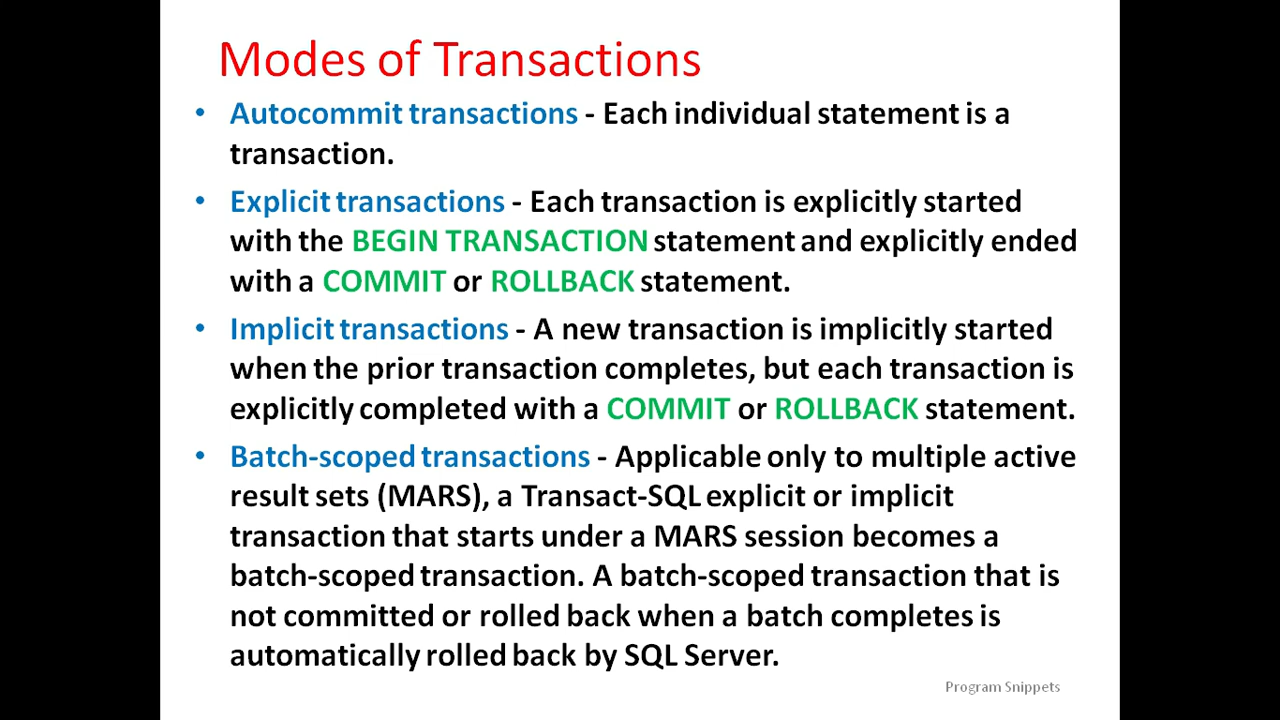 Modes of Transactions
• Autocommit transactions - Each individual statement is a
transaction.
• Explicit transactions - Each transaction is explicitly started
with the BEGIN TRANSACTION statement and explicitly ended
with a COMMIT or ROLLBACK statement.
• Implicit transactions - A new transaction is implicitly started
when the prior transaction completes, but each transaction is
explicitly completed with a COMMIT or ROLLBACK statement.
• Batch-scoped transactions - Applicable only to multiple active
result sets (MARS), a Transact-SQL explicit or implicit
transaction that starts under a MARS session becomes a
batch-scoped transaction. A batch-scoped transaction that is
not committed or rolled back when a batch completes is
automatically rolled back by SQL Server.
Program Snippets